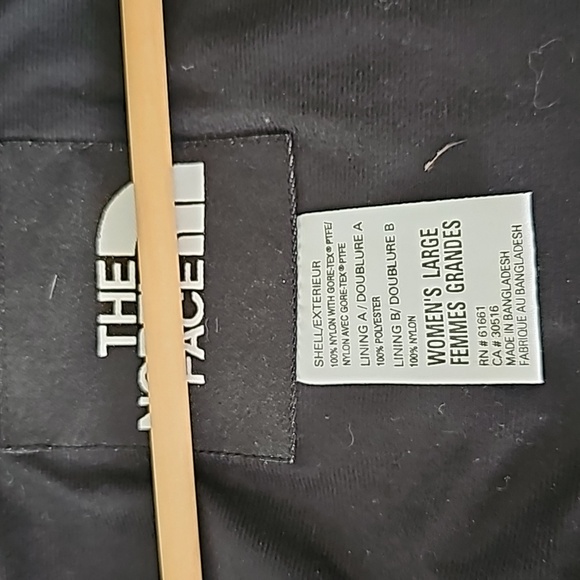 THE
FACE
SHELL/EXTERIEUR
100% NYLON WITH GORE-TEX® PTFE/
NYLON AVEC GORE-TEX® PTFE
LINING A / DOUBLURE A
100% POLYESTER
LINING B/ DOUBLURE B
100% NYLON
WOMEN'S LARGE
FEMMES GRANDES
RN # 61661
CA # 30516
MADE IN BANGLADESH
FABRIQUE AU BANGLADESH